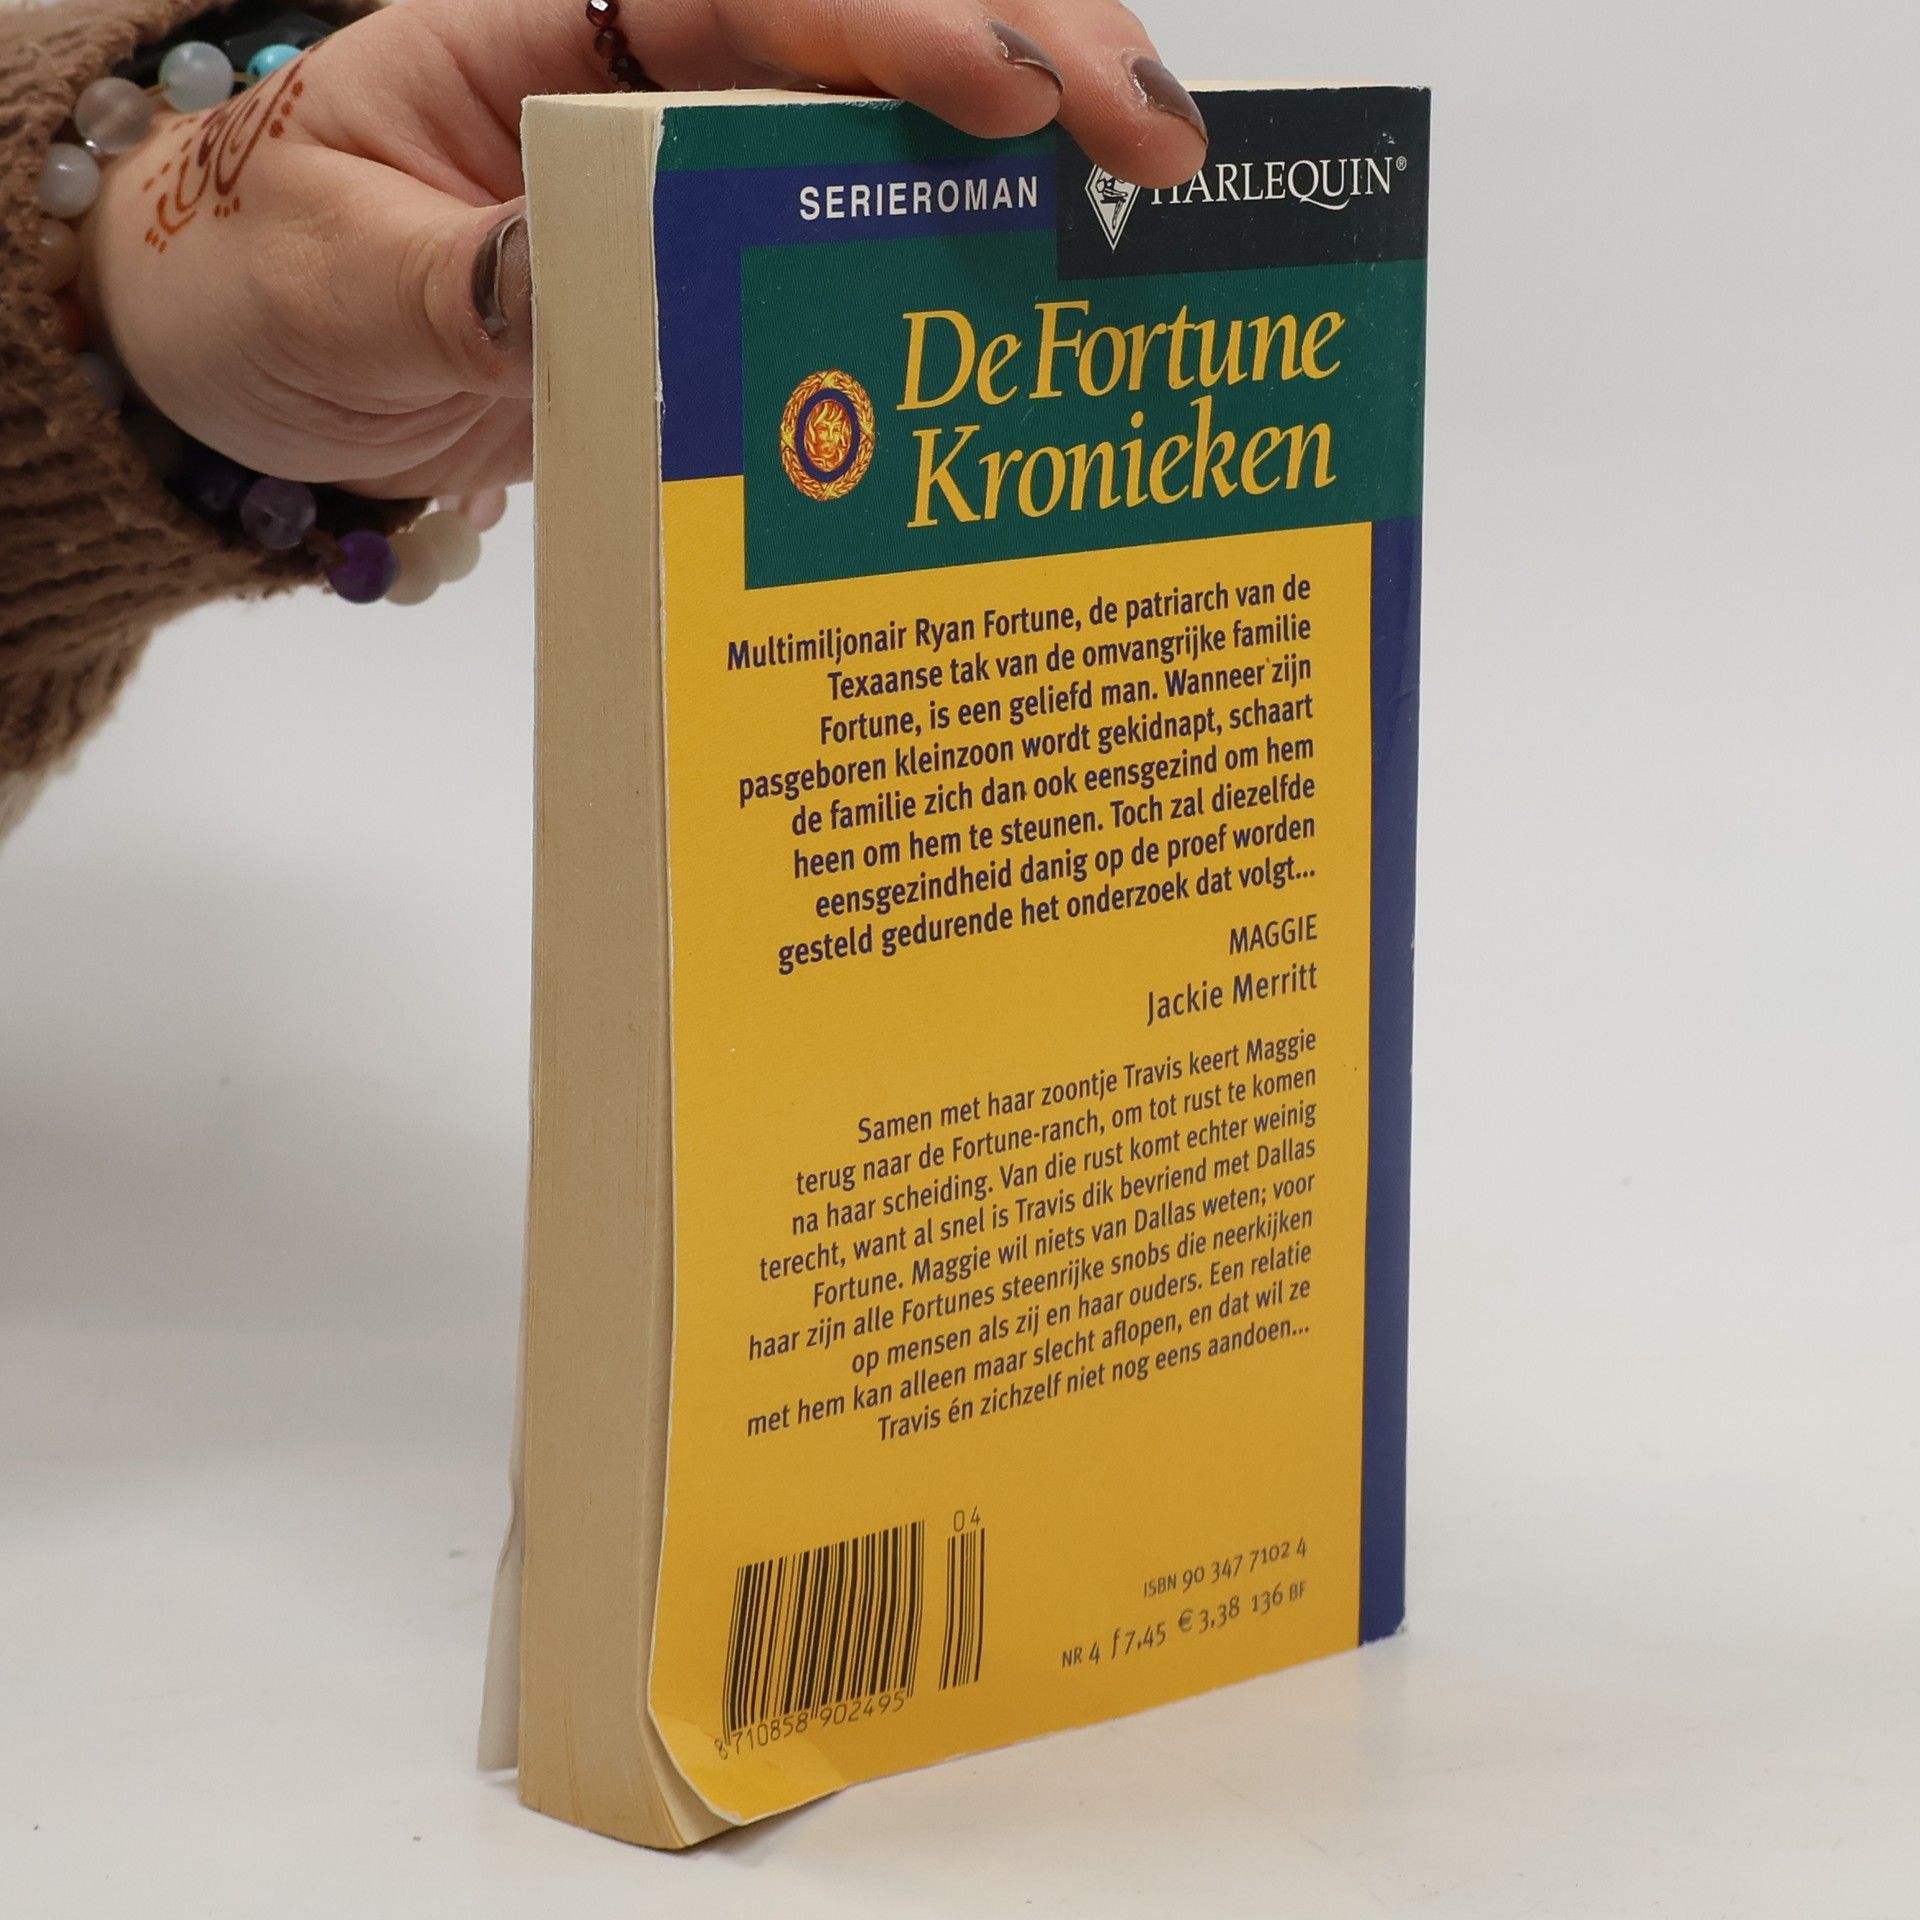 SERIEROMAN
HARLEQUIN®
De Fortune
Kronieken
Multimiljonair Ryan Fortune, de patriarch van de
Texaanse tak van de omvangrijke familie
Fortune, is een geliefd man. Wanneer zijn
pasgeboren kleinzoon wordt gekidnapt, schaart
de familie zich dan ook eensgezind om hem
heen om hem te steunen. Toch zal diezelfde
eensgezindheid danig op de proef worden
gesteld gedurende het onderzoek dat volgt...
MAGGIE
Jackie Merritt
Samen met haar zoontje Travis keert Maggie
terug naar de Fortune-ranch, om tot rust te komen
na haar scheiding. Van die rust komt echter weinig
terecht, want al snel is Travis dik bevriend met Dallas
Fortune. Maggie wil niets van Dallas weten; voor
haar zijn alle Fortunes steenrijke snobs die neerkijken
op mensen als zij en haar ouders. Een relatie
met hem kan alleen maar slecht aflopen, en dat wil ze
Travis én zichzelf niet nog eens aandoen...
04
8 710858 902495
ISBN 90 347 7102 4
NR 4 f 7,45 € 3,38 136 BF